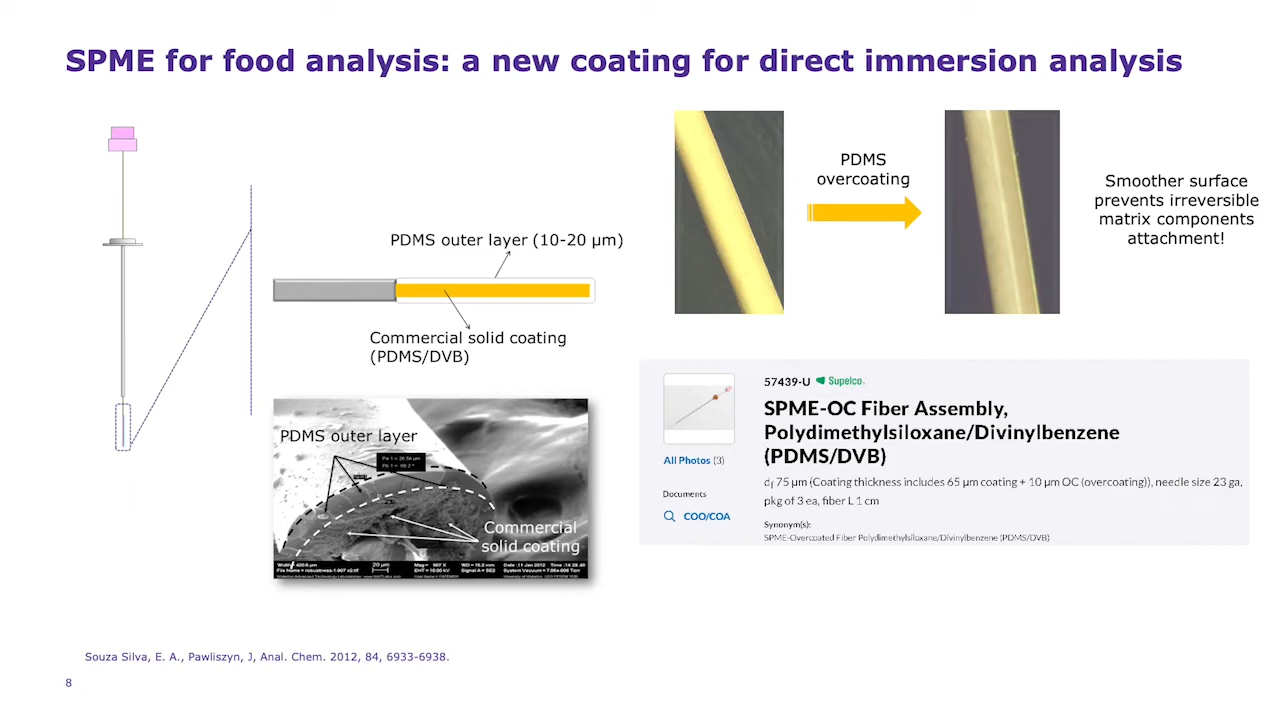 SPME for food analysis: a new coating for direct immersion analysis
PDMS outer layer (10-20 µm)
Commercial solid coating
(PDMS/DVB)
PDMS outer layer
Commercial
solid coating
20 µm
PDMS
overcoating
Smoother surface
prevents irreversible
matrix components
attachment!
57439-U Supelco
SPME-OC Fiber Assembly,
Polydimethylsiloxane/Divinylbenzene
(PDMS/DVB)
All Photos (3)
df 75 µm (Coating thickness includes 65 µm coating + 10 µm OC (overcoating)), needle size 23 ga,
pkg of 3 ea, fiber L 1 cm
Documents
COO/COA
Synonym(s):
SPME-Overcoated Fiber Polydimethylsiloxane/Divinylbenzene (PDMS/DVB)
Souza Silva, E. A., Pawliszyn, J, Anal. Chem. 2012, 84, 6933-6938.
8